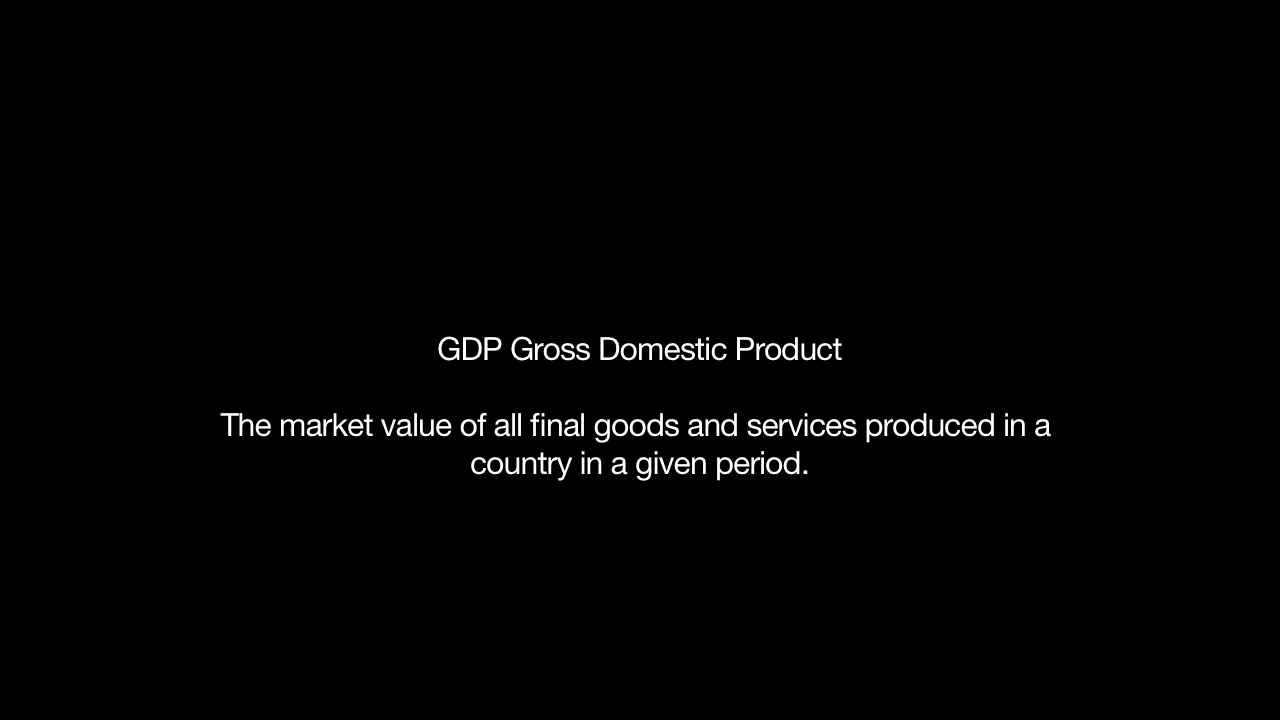 GDP Gross Domestic Product
The market value of all final goods and services produced in a
country in a given period.